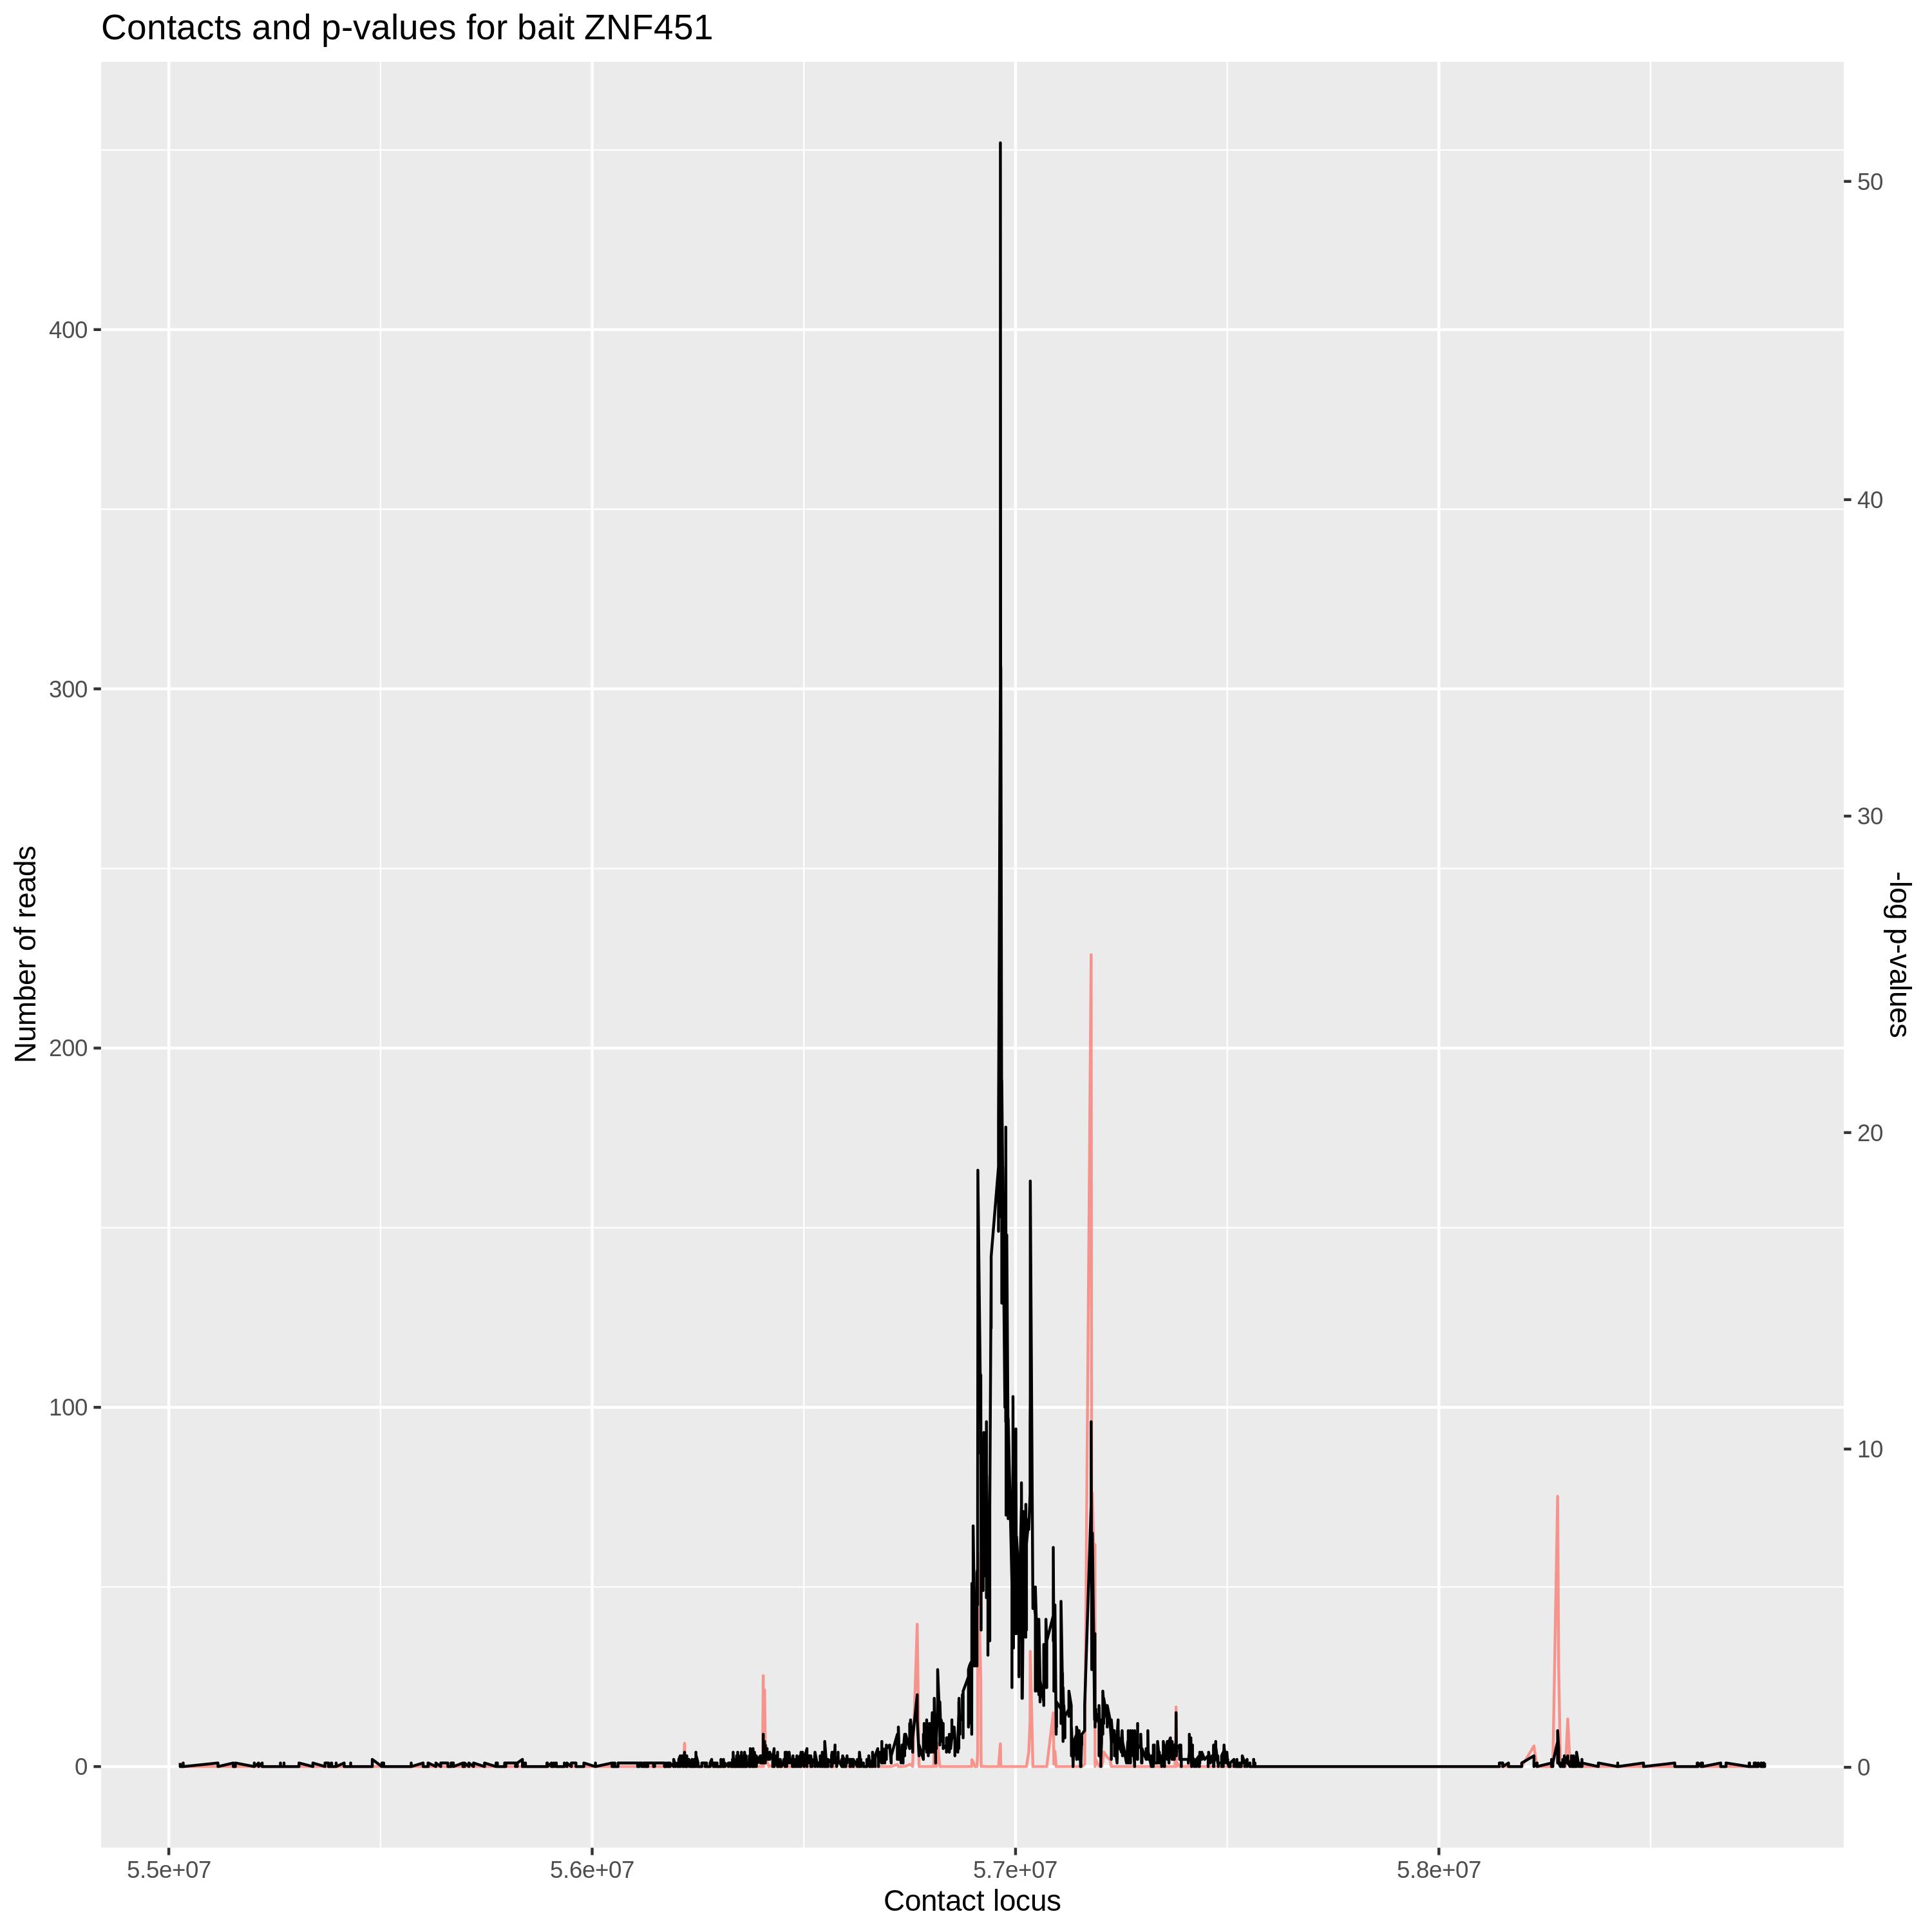 Contacts and p-values for bait ZNF451
Number of reads
400
300
200
100
0
50
40
30
20
10
0
-log p-values
5.5e+07 5.6e+07 5.7e+07 5.8e+07
Contact locus